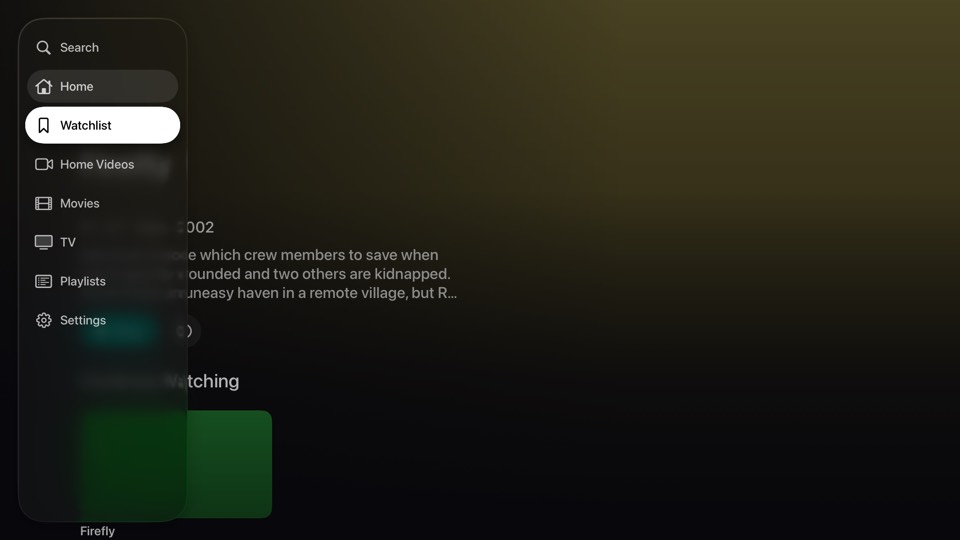 Search
Home
Watchlist
Home Videos
Movies
TV
Playlists
Settings
2002
which crew members to save when
wounded and two others are kidnapped.
uneasy haven in a remote village, but R...
Watching
Firefly